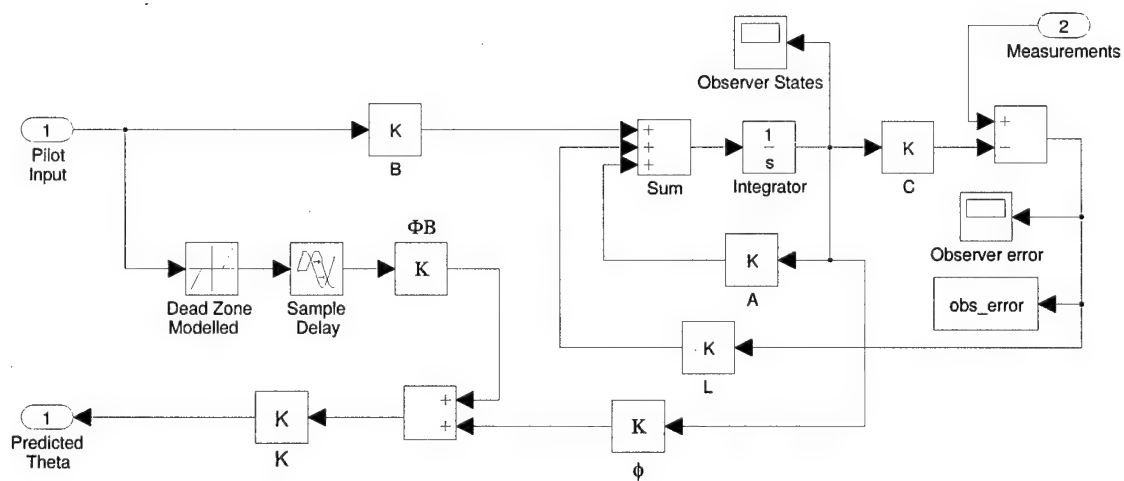 2
Measurements
Observer States
1
Pilot
Input
K
B
+
+
+
Sum
1
s
Integrator
K
C
+
−
Observer error
obs_error
ΦB
K
Dead Zone
Modelled
Sample
Delay
K
A
K
L
1
Predicted
Theta
K
K
+
+
K
ϕ